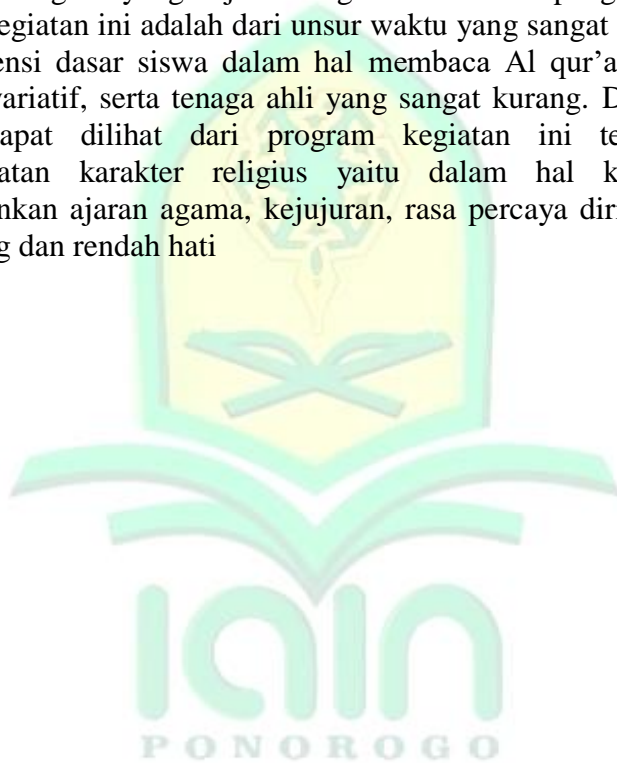 egiatan ini adalah dari unsur waktu yang sangat
ensi dasar siswa dalam hal membaca Al qur’a
variatif, serta tenaga ahli yang sangat kurang. D
apat dilihat dari program kegiatan ini te
atan karakter religius yaitu dalam hal k
nkan ajaran agama, kejujuran, rasa percaya dir
g dan rendah hati
IAIN
PONOROGO